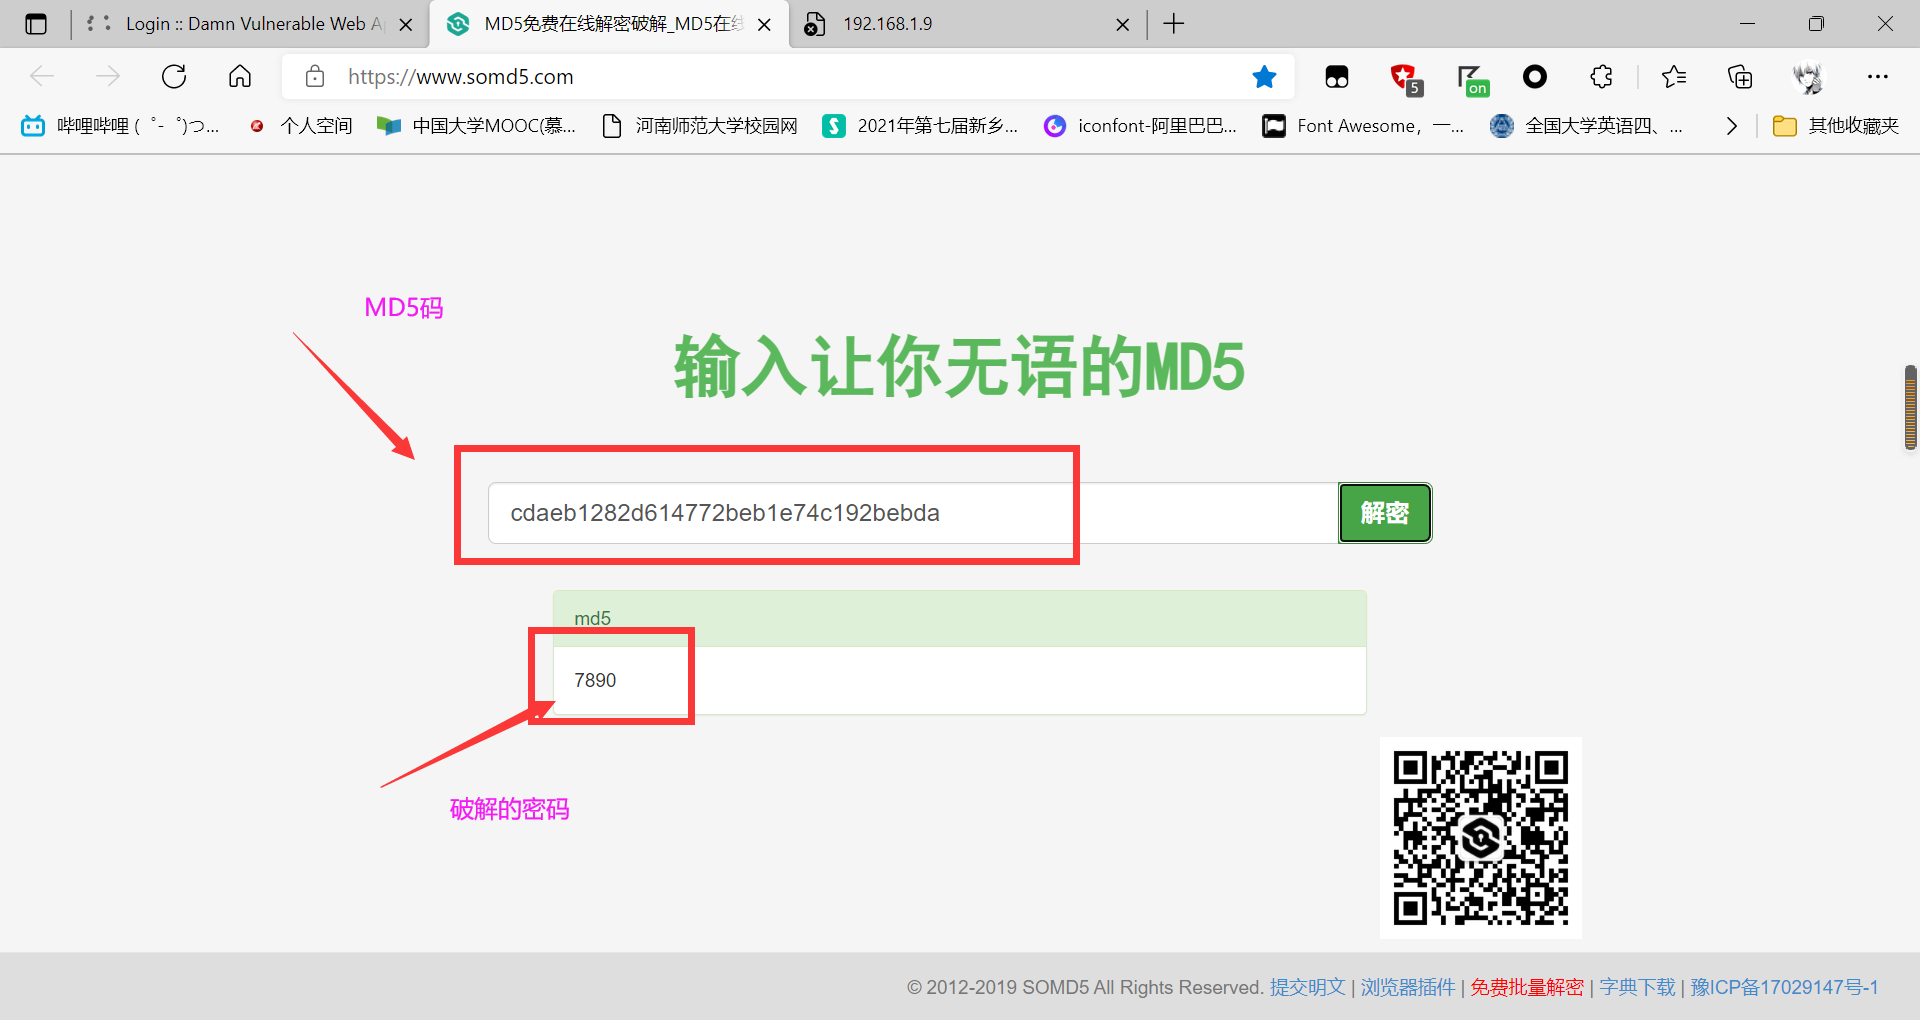 Login :: Damn Vulnerable Web A
MD5免费在线解密破解_MD5在线
192.168.1.9
https://www.somd5.com
5
on
哔哩哔哩 ( ゜- ゜)つ...
个人空间
中国大学MOOC(慕...
河南师范大学校园网
2021年第七届新乡...
iconfont-阿里巴巴...
Font Awesome，一...
全国大学英语四、...
其他收藏夹
MD5码
输入让你无语的MD5
cdaeb1282d614772beb1e74c192bebda
解密
md5
7890
破解的密码
© 2012-2019 SOMD5 All Rights Reserved. 提交明文 | 浏览器插件 | 免费批量解密 | 字典下载 | 豫ICP备17029147号-1